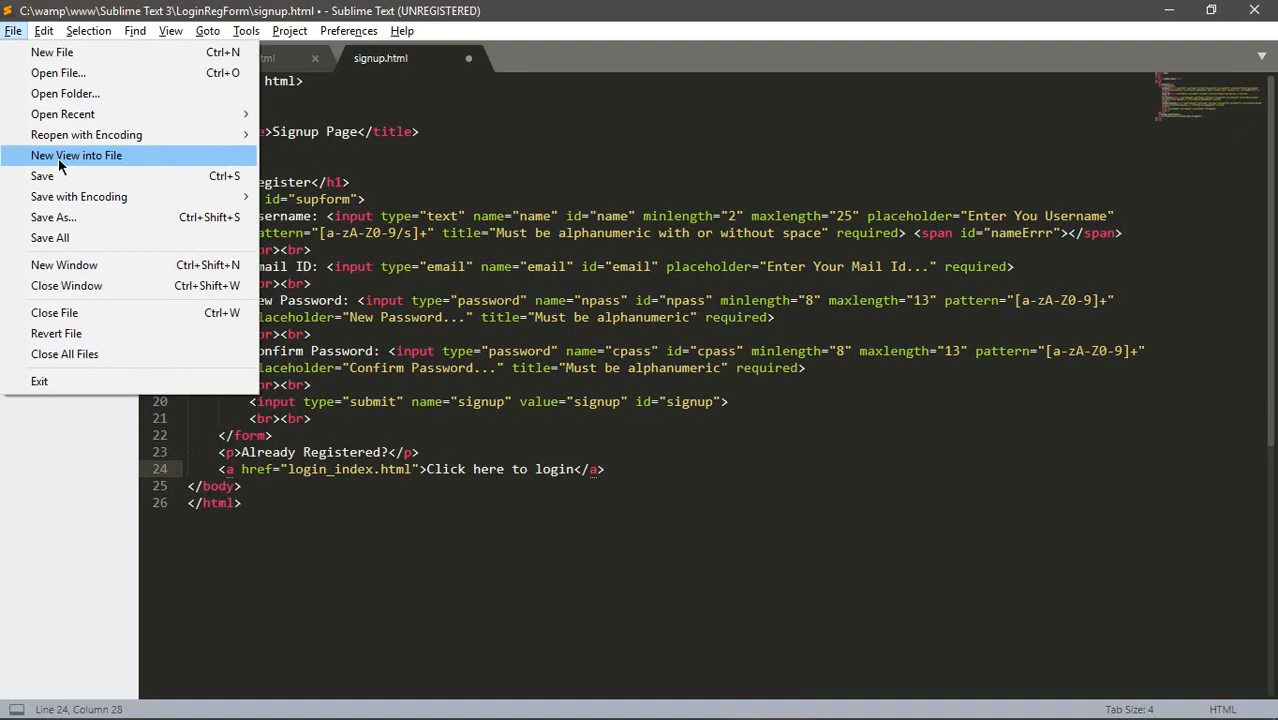 C:\wamp\www\Sublime Text 3\LoginRegForm\signup.html • - Sublime Text (UNREGISTERED)
File Edit Selection Find View Goto Tools Project Preferences Help
New File Ctrl+N
Open File... Ctrl+O
Open Folder...
Open Recent
Reopen with Encoding
New View into File
Save Ctrl+S
Save with Encoding
Save As... Ctrl+Shift+S
Save All
New Window Ctrl+Shift+N
Close Window Ctrl+Shift+W
Close File Ctrl+W
Revert File
Close All Files
Exit
tml signup.html
html>
e>Signup Page</title>
egister</h1>
id="supform">
sername: <input type="text" name="name" id="name" minlength="2" maxlength="25" placeholder="Enter You Username"
attern="[a-zA-Z0-9/s]+" title="Must be alphanumeric with or without space" required> <span id="nameErrr"></span>
r><br>
mail ID: <input type="email" name="email" id="email" placeholder="Enter Your Mail Id..." required>
r><br>
ew Password: <input type="password" name="npass" id="npass" minlength="8" maxlength="13" pattern="[a-zA-Z0-9]+"
laceholder="New Password..." title="Must be alphanumeric" required>
r><br>
onfirm Password: <input type="password" name="cpass" id="cpass" minlength="8" maxlength="13" pattern="[a-zA-Z0-9]+"
laceholder="Confirm Password..." title="Must be alphanumeric" required>
r><br>
20 <input type="submit" name="signup" value="signup" id="signup">
21 <br><br>
22 </form>
23 <p>Already Registered?</p>
24 <a href="login_index.html">Click here to login</a>
25 </body>
26 </html>
Line 24, Column 28 Tab Size: 4 HTML